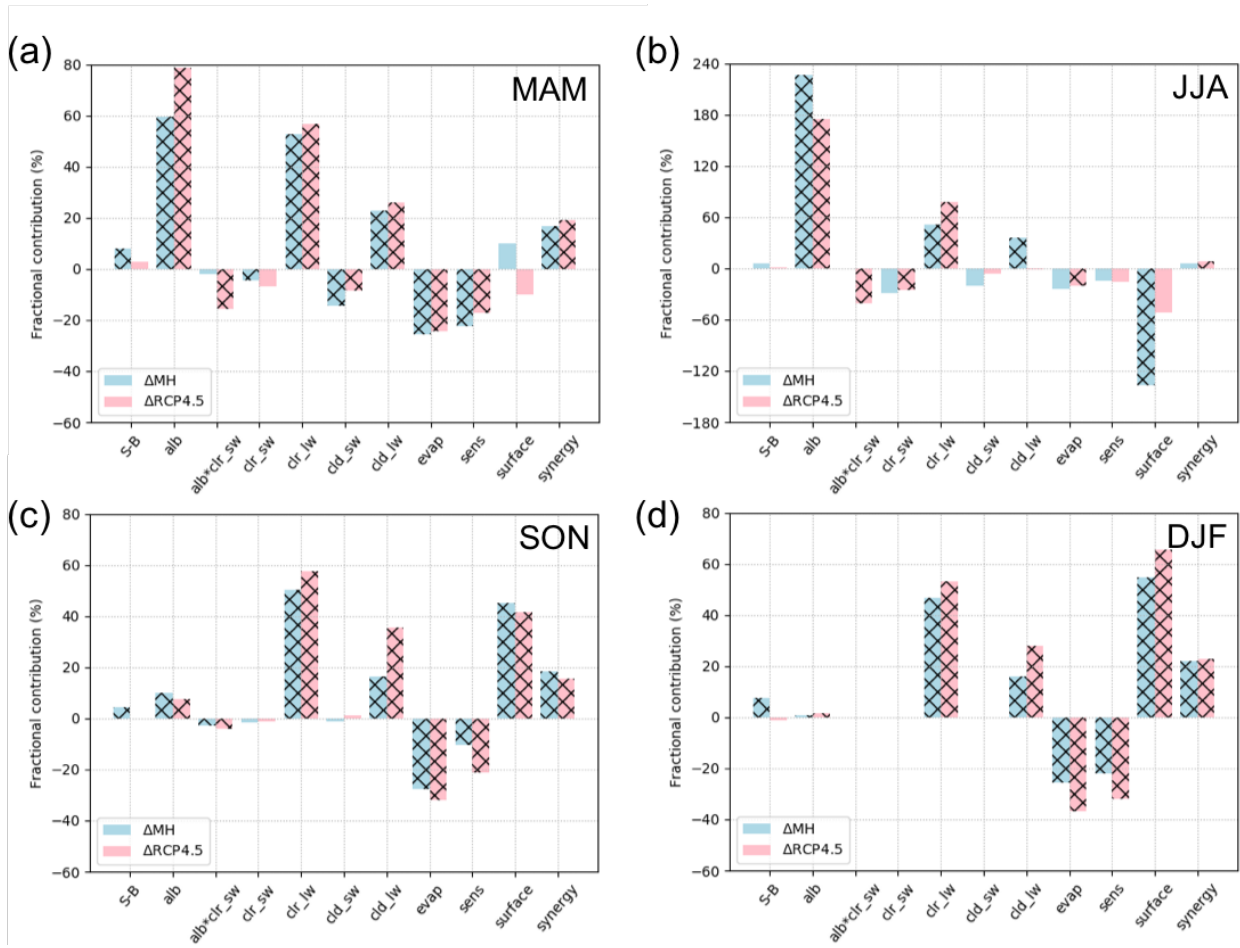 (a)
MAM
Fractional contribution (%)
80
60
40
20
0
−20
−40
−60
ΔMH
ΔRCP4.5
S-B
alb
alb*clr_sw
clr_sw
clr_lw
cld_sw
cld_lw
evap
sens
surface
synergy
(b)
JJA
Fractional contribution (%)
240
180
120
60
0
−60
−120
−180
ΔMH
ΔRCP4.5
S-B
alb
alb*clr_sw
clr_sw
clr_lw
cld_sw
cld_lw
evap
sens
surface
synergy
(c)
SON
Fractional contribution (%)
80
60
40
20
0
−20
−40
−60
ΔMH
ΔRCP4.5
S-B
alb
alb*clr_sw
clr_sw
clr_lw
cld_sw
cld_lw
evap
sens
surface
synergy
(d)
DJF
Fractional contribution (%)
80
60
40
20
0
−20
−40
−60
ΔMH
ΔRCP4.5
S-B
alb
alb*clr_sw
clr_sw
clr_lw
cld_sw
cld_lw
evap
sens
surface
synergy